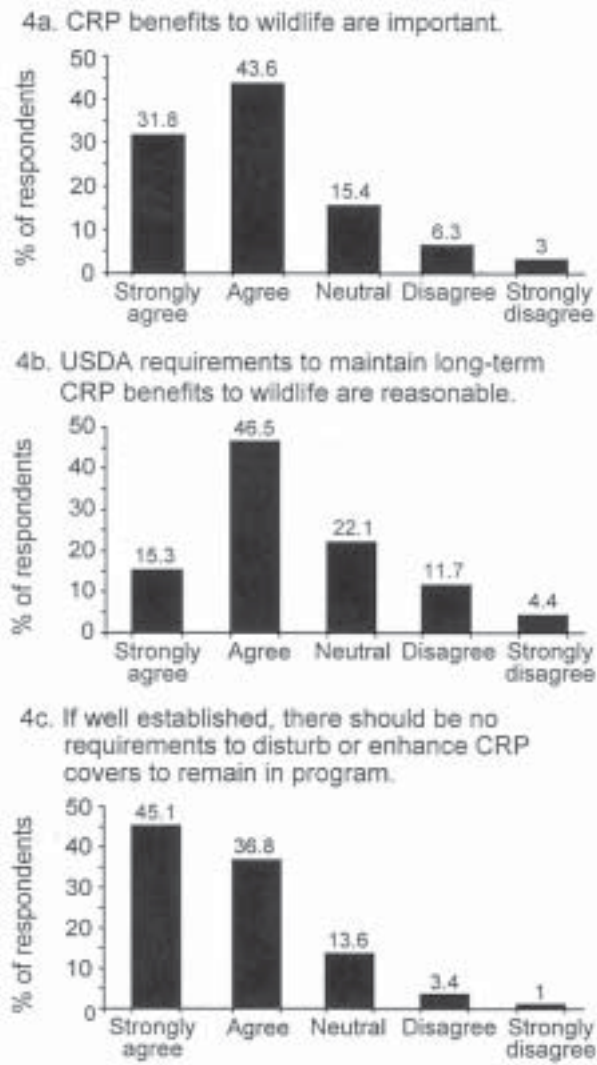 4a. CRP benefits to wildlife are important.
% of respondents
50
40
30
20
10
0
31.8
43.6
15.4
6.3
3
Strongly agree
Agree
Neutral
Disagree
Strongly disagree
4b. USDA requirements to maintain long-term
CRP benefits to wildlife are reasonable.
% of respondents
50
40
30
20
10
0
15.3
46.5
22.1
11.7
4.4
Strongly agree
Agree
Neutral
Disagree
Strongly disagree
4c. If well established, there should be no
requirements to disturb or enhance CRP
covers to remain in program.
% of respondents
50
40
30
20
10
0
45.1
36.8
13.6
3.4
1
Strongly agree
Agree
Neutral
Disagree
Strongly disagree